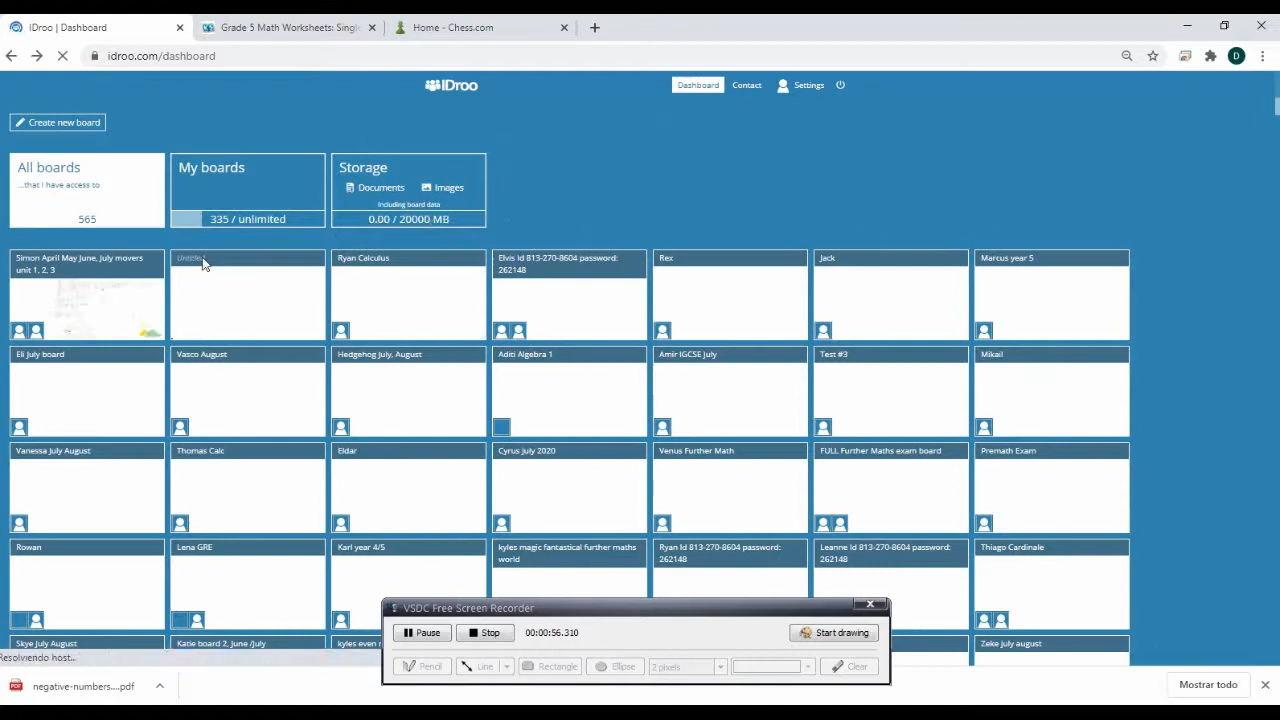 IDroo | Dashboard
Grade 5 Math Worksheets: Singl
Home - Chess.com
idroo.com/dashboard
D
IDroo
Dashboard
Contact
Settings
Create new board
All boards
...that I have access to
565
My boards
335 / unlimited
Storage
Documents
Images
Including board data
0.00 / 20000 MB
Simon April May June, July movers
unit 1, 2, 3
Untitled
Ryan Calculus
Elvis Id 813-270-8604 password:
262148
Rex
Jack
Marcus year 5
Eli July board
Vasco August
Hedgehog July, August
Aditi Algebra 1
Amir IGCSE July
Test #3
Mikail
Vanessa July August
Thomas Calc
Eldar
Cyrus July 2020
Venus Further Math
FULL Further Maths exam board
Premath Exam
Rowan
Lena GRE
Karl year 4/5
kyles magic fantastical further maths
world
Ryan Id 813-270-8604 password:
262148
Leanne Id 813-270-8604 password:
262148
Thiago Cardinale
Skye July August
Katie board 2, June /July
kyles even
Zeke July august
VSDC Free Screen Recorder
Pause
Stop
00:00:56.310
Start drawing
Pencil
Line
Rectangle
Ellipse
2 pixels
Clear
Resolviendo host...
negative-numbers....pdf
Mostrar todo